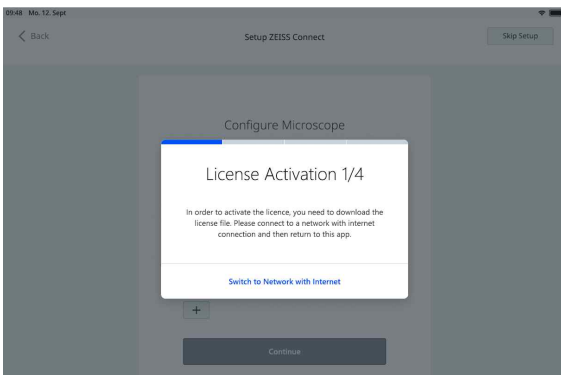 09:48 Mo. 12. Sept
Back
Setup ZEISS Connect
Skip Setup
Configure Microscope
License Activation 1/4
In order to activate the licence, you need to download the
license file. Please connect to a network with internet
connection and then return to this app.
Switch to Network with Internet
+
Continue